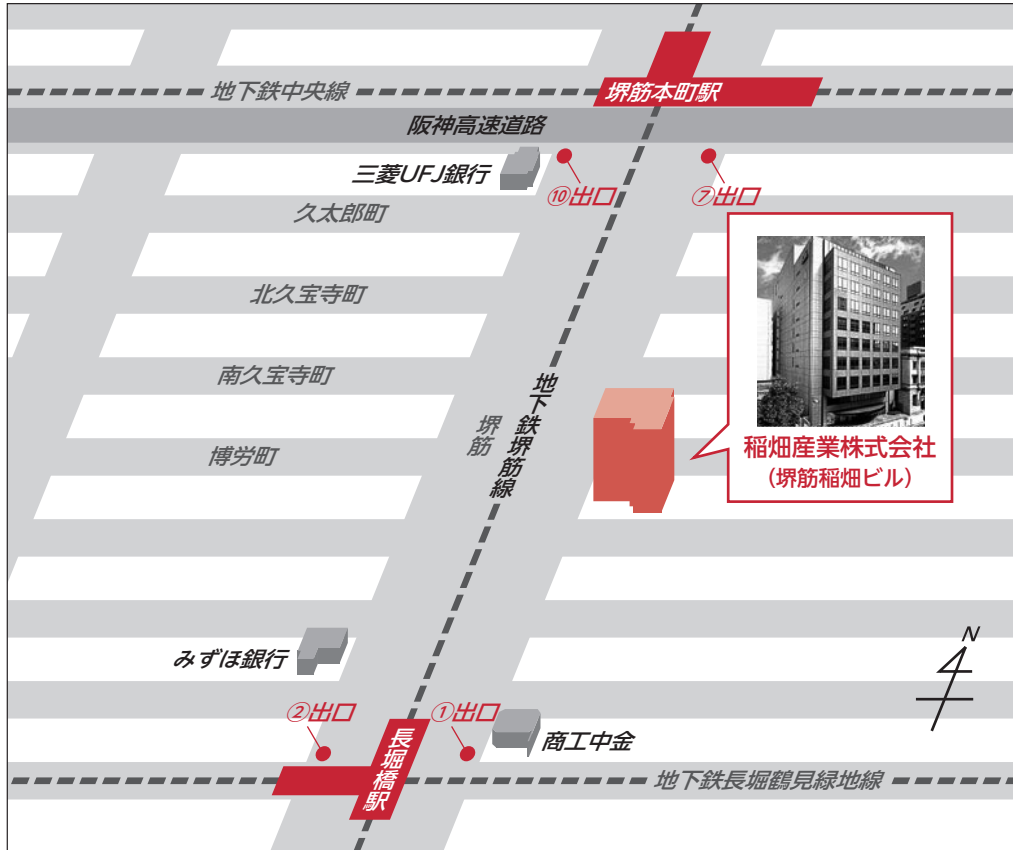 地下鉄中央線
堺筋本町駅
阪神高速道路
三菱UFJ銀行
⑩出口
⑦出口
久太郎町
北久宝寺町
南久宝寺町
地下鉄堺筋線
堺筋
博労町
稲畑産業株式会社
(堺筋稲畑ビル)
みずほ銀行
N
②出口
①出口
長堀橋駅
商工中金
地下鉄長堀鶴見緑地線